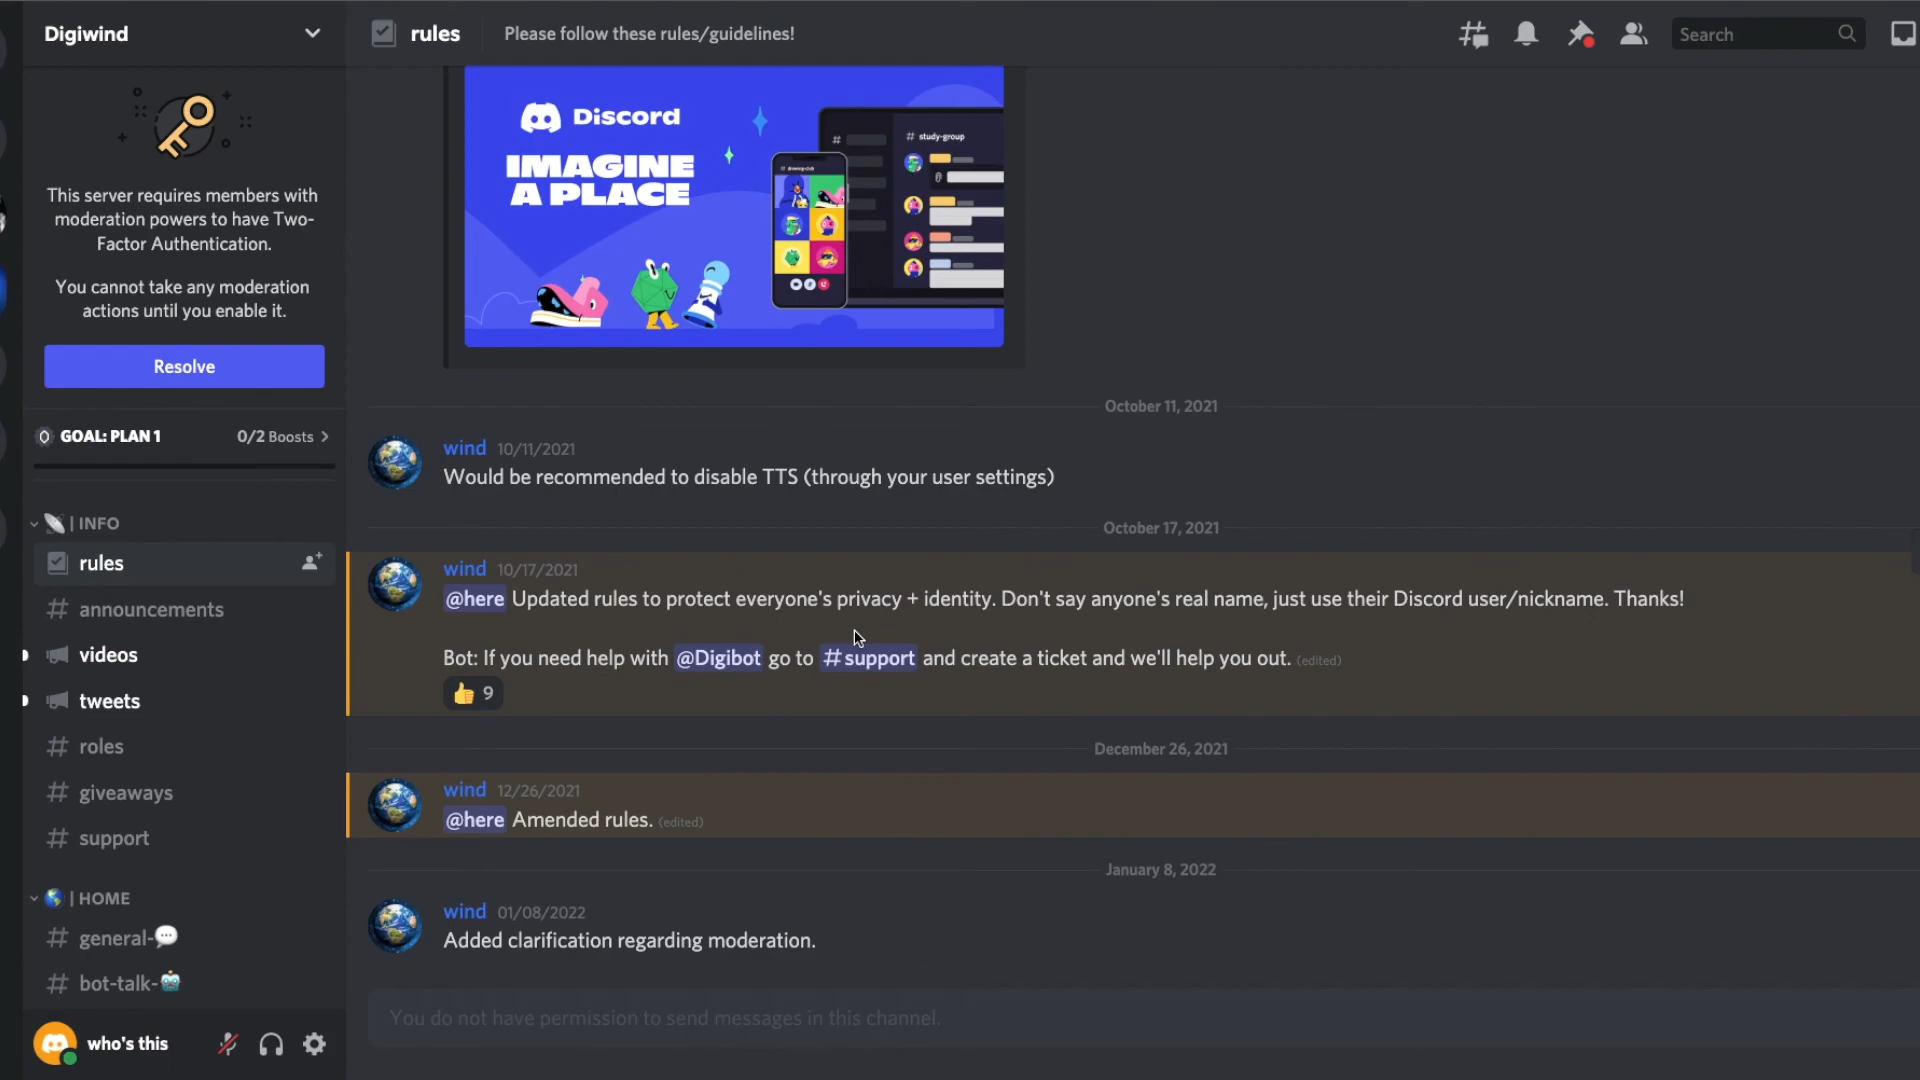 Digiwind
rules
Please follow these rules/guidelines!
Search
This server requires members with
moderation powers to have Two-
Factor Authentication.
You cannot take any moderation
actions until you enable it.
Resolve
GOAL: PLAN 1
0/2 Boosts
| INFO
rules
# announcements
videos
tweets
# roles
# giveaways
# support
| HOME
# general-
# bot-talk-
who's this
Discord
IMAGINE
A PLACE
# study-group
October 11, 2021
wind 10/11/2021
Would be recommended to disable TTS (through your user settings)
October 17, 2021
wind 10/17/2021
@here Updated rules to protect everyone's privacy + identity. Don't say anyone's real name, just use their Discord user/nickname. Thanks!
Bot: If you need help with @Digibot go to #support and create a ticket and we'll help you out. (edited)
👍 9
December 26, 2021
wind 12/26/2021
@here Amended rules. (edited)
January 8, 2022
wind 01/08/2022
Added clarification regarding moderation.
You do not have permission to send messages in this channel.